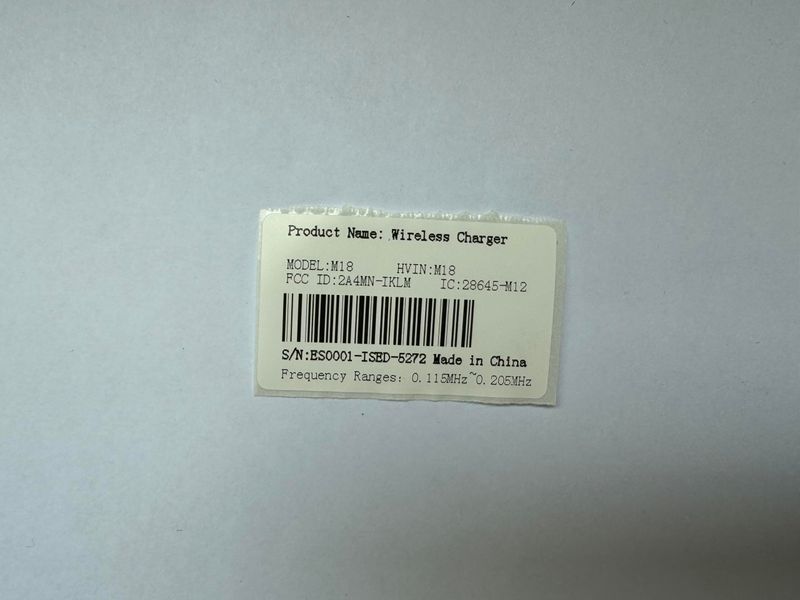 Product Name: Wireless Charger
MODEL:M18 HVIN:M18
FCC ID:2A4MN-IKLM IC:28645-M12
S/N:ES0001-ISED-5272 Made in China
Frequency Ranges: 0.115MHz~0.205MHz